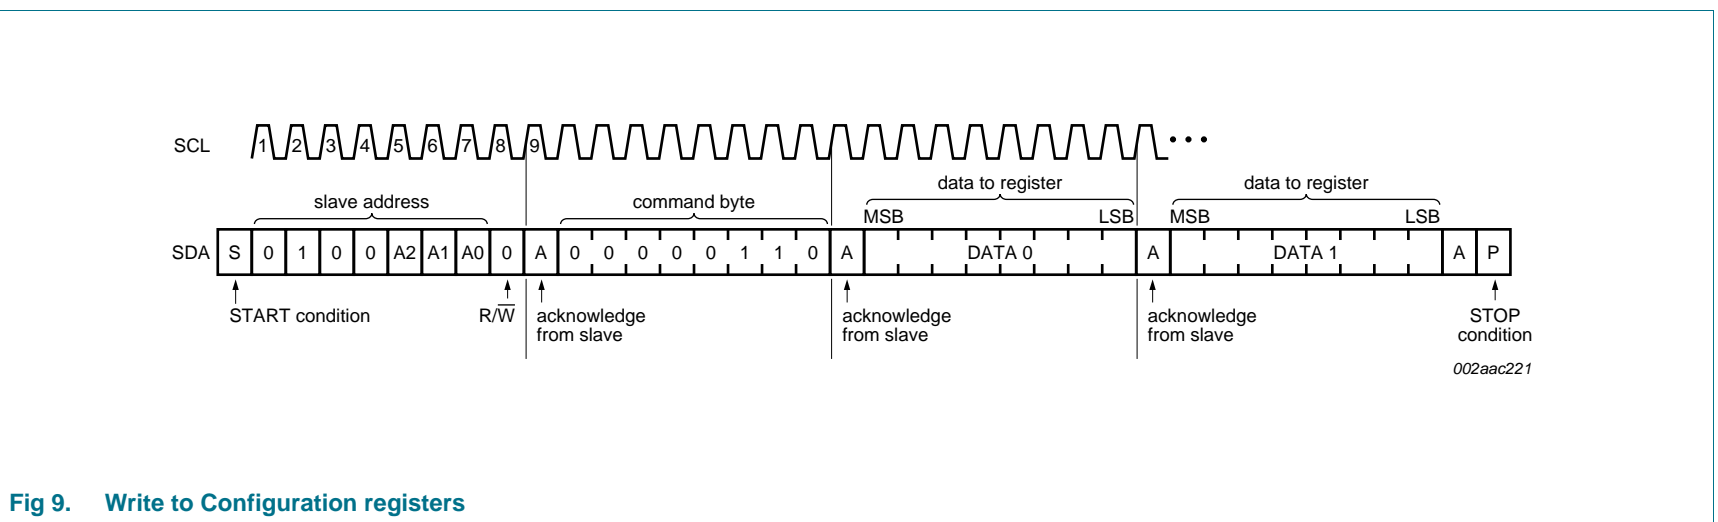 SCL 1 2 3 4 5 6 7 8 9
data to register data to register
slave address command byte
MSB LSB MSB LSB
SDA S 0 1 0 0 A2 A1 A0 0 A 0 0 0 0 0 1 1 0 A DATA 0 A DATA 1 A P
START condition R/W̅ acknowledge acknowledge acknowledge STOP
from slave from slave from slave condition
002aac221
Fig 9. Write to Configuration registers